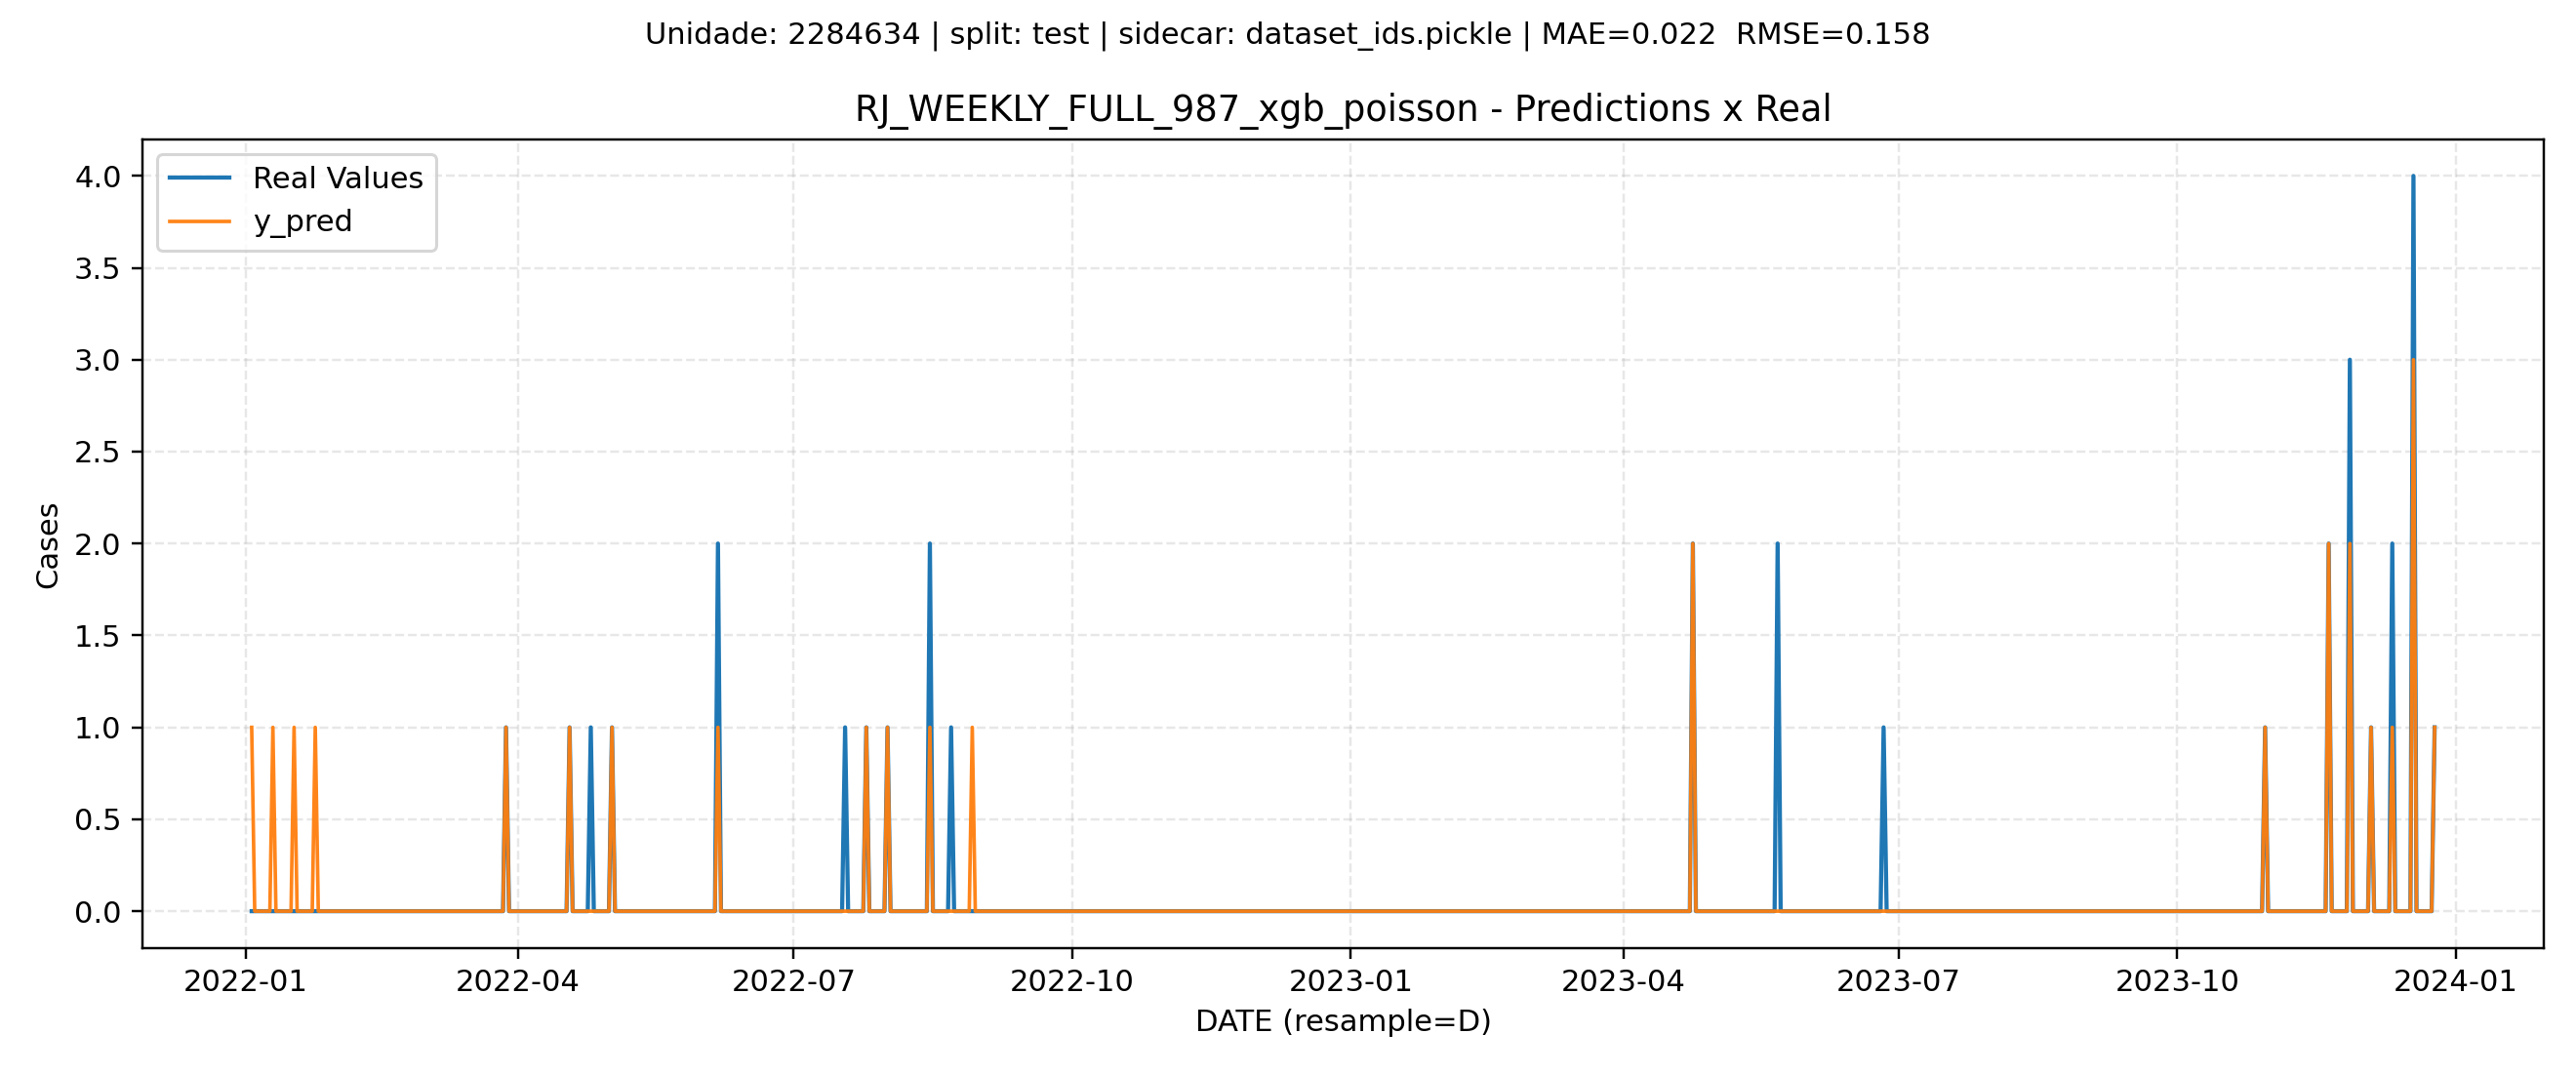 Unidade: 2284634 | split: test | sidecar: dataset_ids.pickle | MAE=0.022  RMSE=0.158
RJ_WEEKLY_FULL_987_xgb_poisson - Predictions x Real
Real Values
y_pred
Cases
4.0
3.5
3.0
2.5
2.0
1.5
1.0
0.5
0.0
2022-01 2022-04 2022-07 2022-10 2023-01 2023-04 2023-07 2023-10 2024-01
DATE (resample=D)